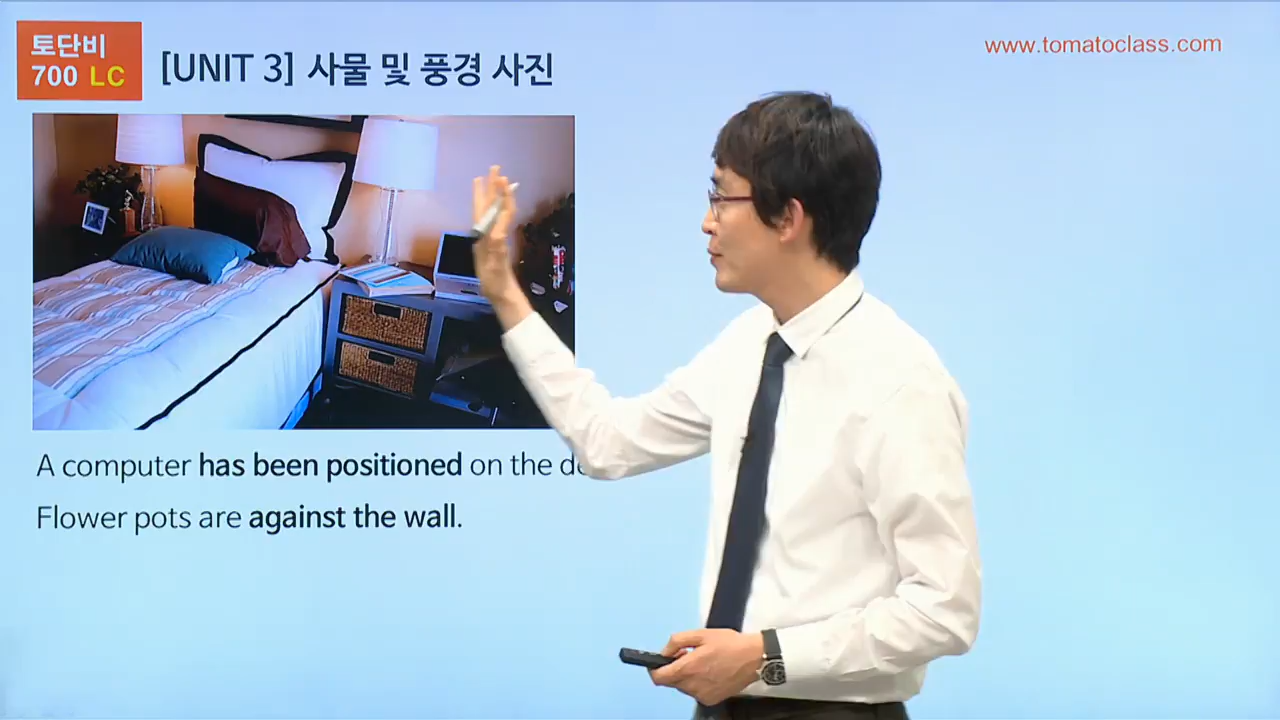 토단비
700 LC
[UNIT 3] 사물 및 풍경 사진
www.tomatoclass.com
A computer has been positioned on the
Flower pots are against the wall.